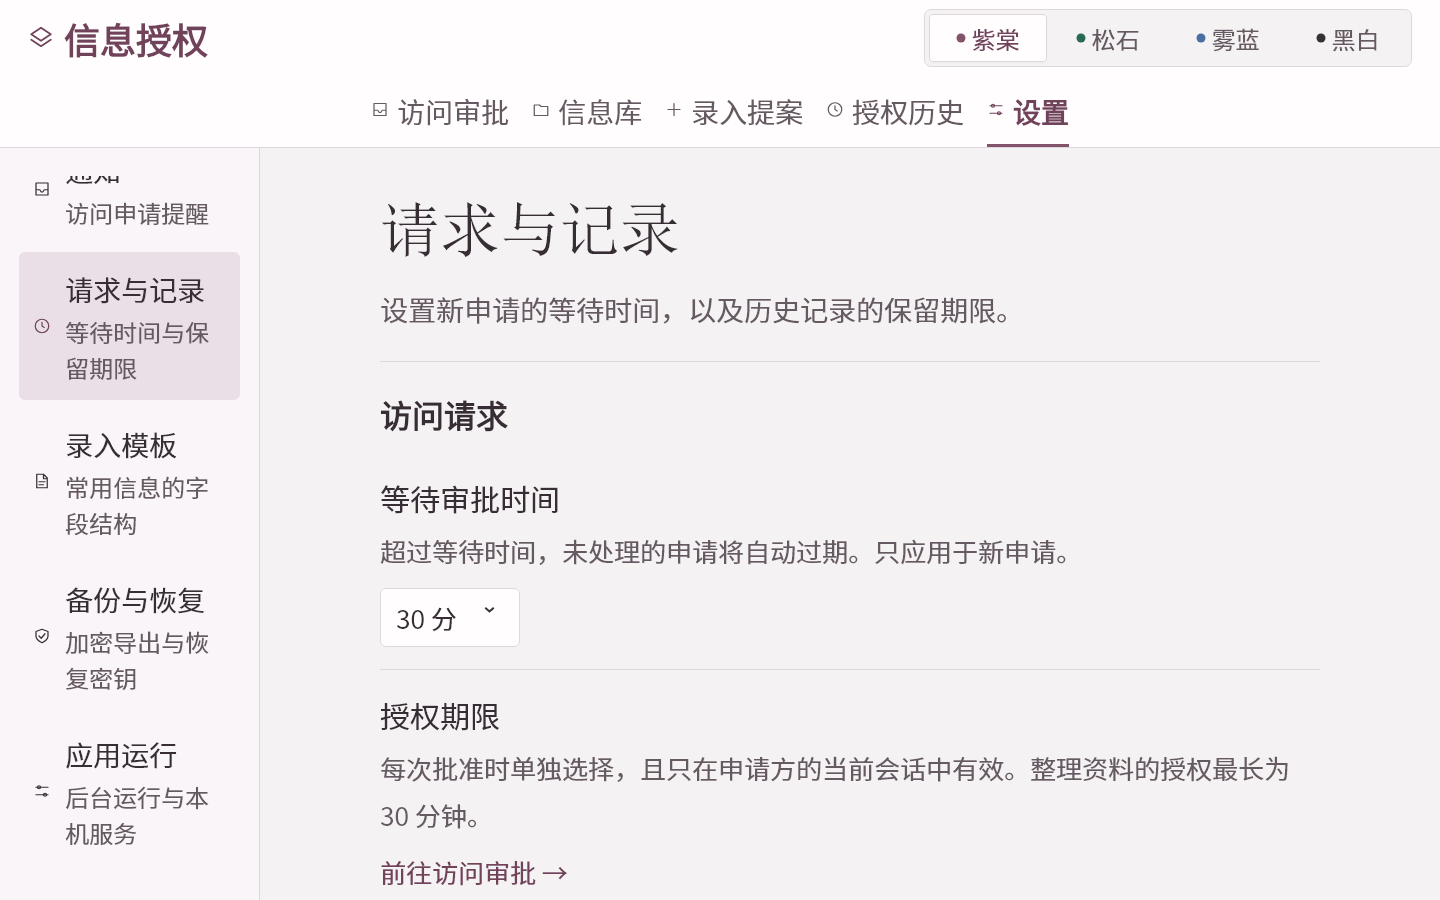 信息授权
紫棠
松石
雾蓝
黑白
访问审批
信息库
录入提案
授权历史
设置
通知
访问申请提醒
请求与记录
等待时间与保
留期限
录入模板
常用信息的字
段结构
备份与恢复
加密导出与恢
复密钥
应用运行
后台运行与本
机服务
请求与记录
设置新申请的等待时间，以及历史记录的保留期限。
访问请求
等待审批时间
超过等待时间，未处理的申请将自动过期。只应用于新申请。
30 分
授权期限
每次批准时单独选择，且只在申请方的当前会话中有效。整理资料的授权最长为
30 分钟。
前往访问审批 →